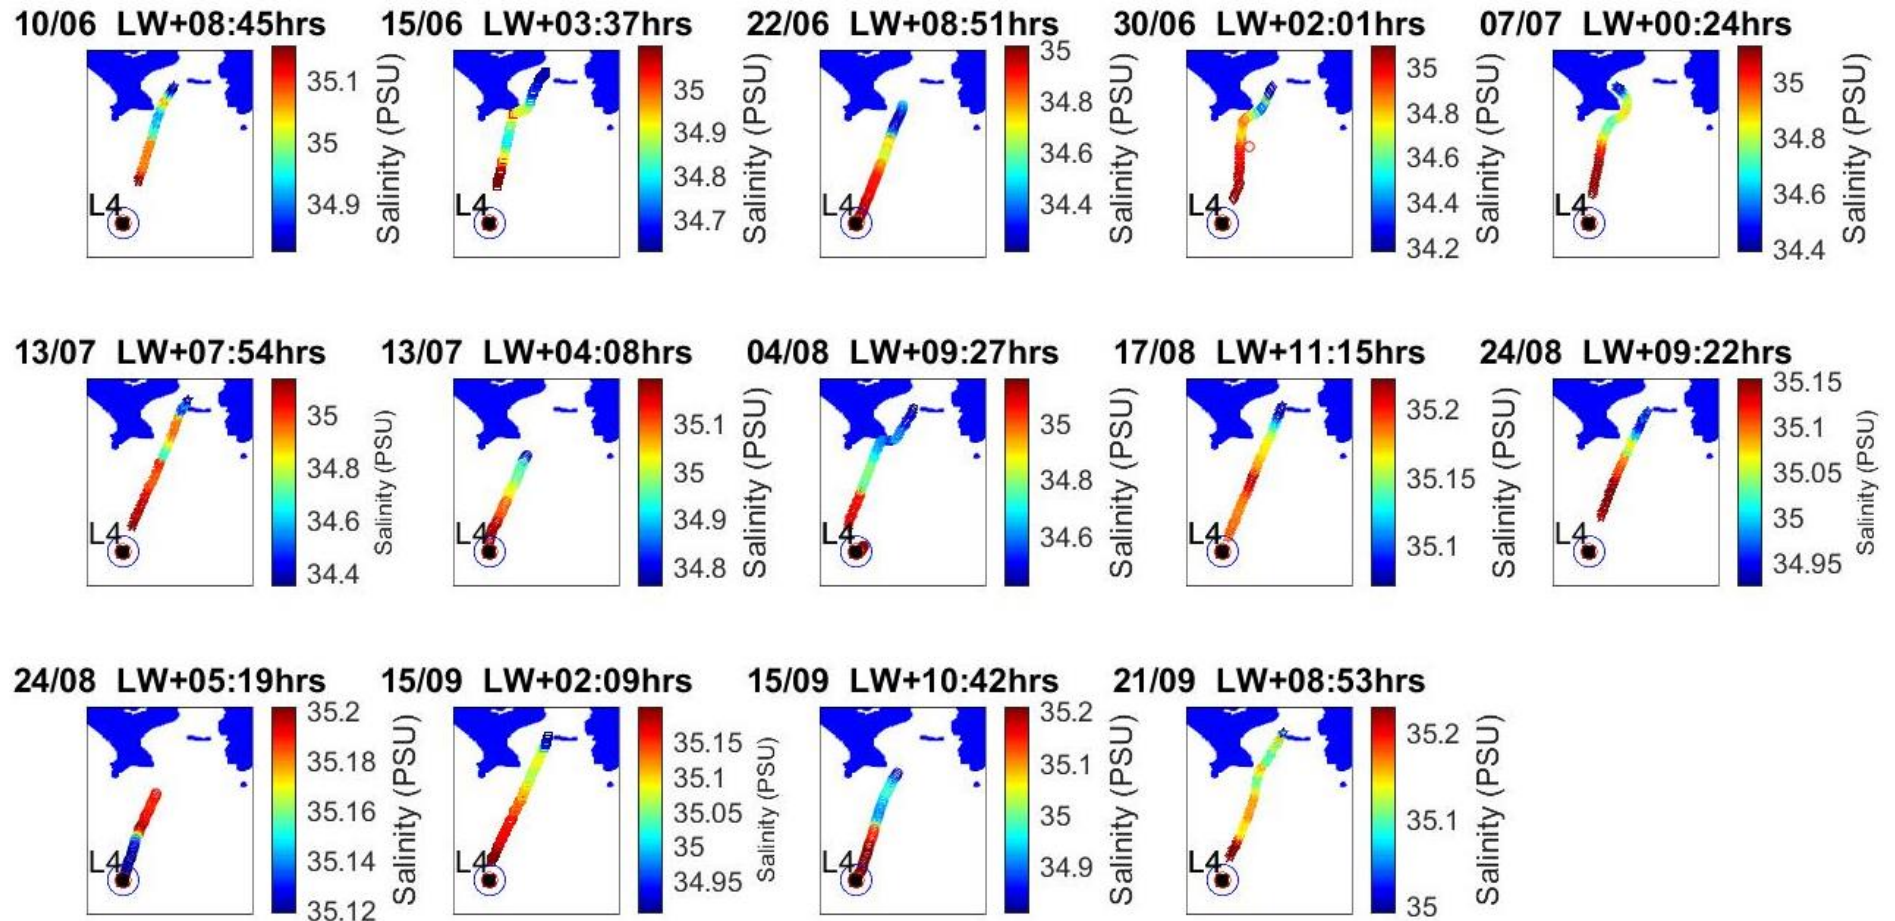 10/06 LW+08:45hrs
35.1
35
34.9
Salinity (PSU)
L4
15/06 LW+03:37hrs
35
34.9
34.8
34.7
Salinity (PSU)
L4
22/06 LW+08:51hrs
35
34.8
34.6
34.4
Salinity (PSU)
L4
30/06 LW+02:01hrs
35
34.8
34.6
34.4
34.2
Salinity (PSU)
L4
07/07 LW+00:24hrs
35
34.8
34.6
34.4
Salinity (PSU)
L4
13/07 LW+07:54hrs
35
34.8
34.6
34.4
Salinity (PSU)
L4
13/07 LW+04:08hrs
35.1
35
34.9
34.8
Salinity (PSU)
L4
04/08 LW+09:27hrs
35
34.8
34.6
Salinity (PSU)
L4
17/08 LW+11:15hrs
35.2
35.15
35.1
Salinity (PSU)
L4
24/08 LW+09:22hrs
35.15
35.1
35.05
35
34.95
Salinity (PSU)
L4
24/08 LW+05:19hrs
35.2
35.18
35.16
35.14
35.12
Salinity (PSU)
L4
15/09 LW+02:09hrs
35.15
35.1
35.05
35
34.95
Salinity (PSU)
L4
15/09 LW+10:42hrs
35.2
35.1
35
34.9
Salinity (PSU)
L4
21/09 LW+08:53hrs
35.2
35.1
35
Salinity (PSU)
L4